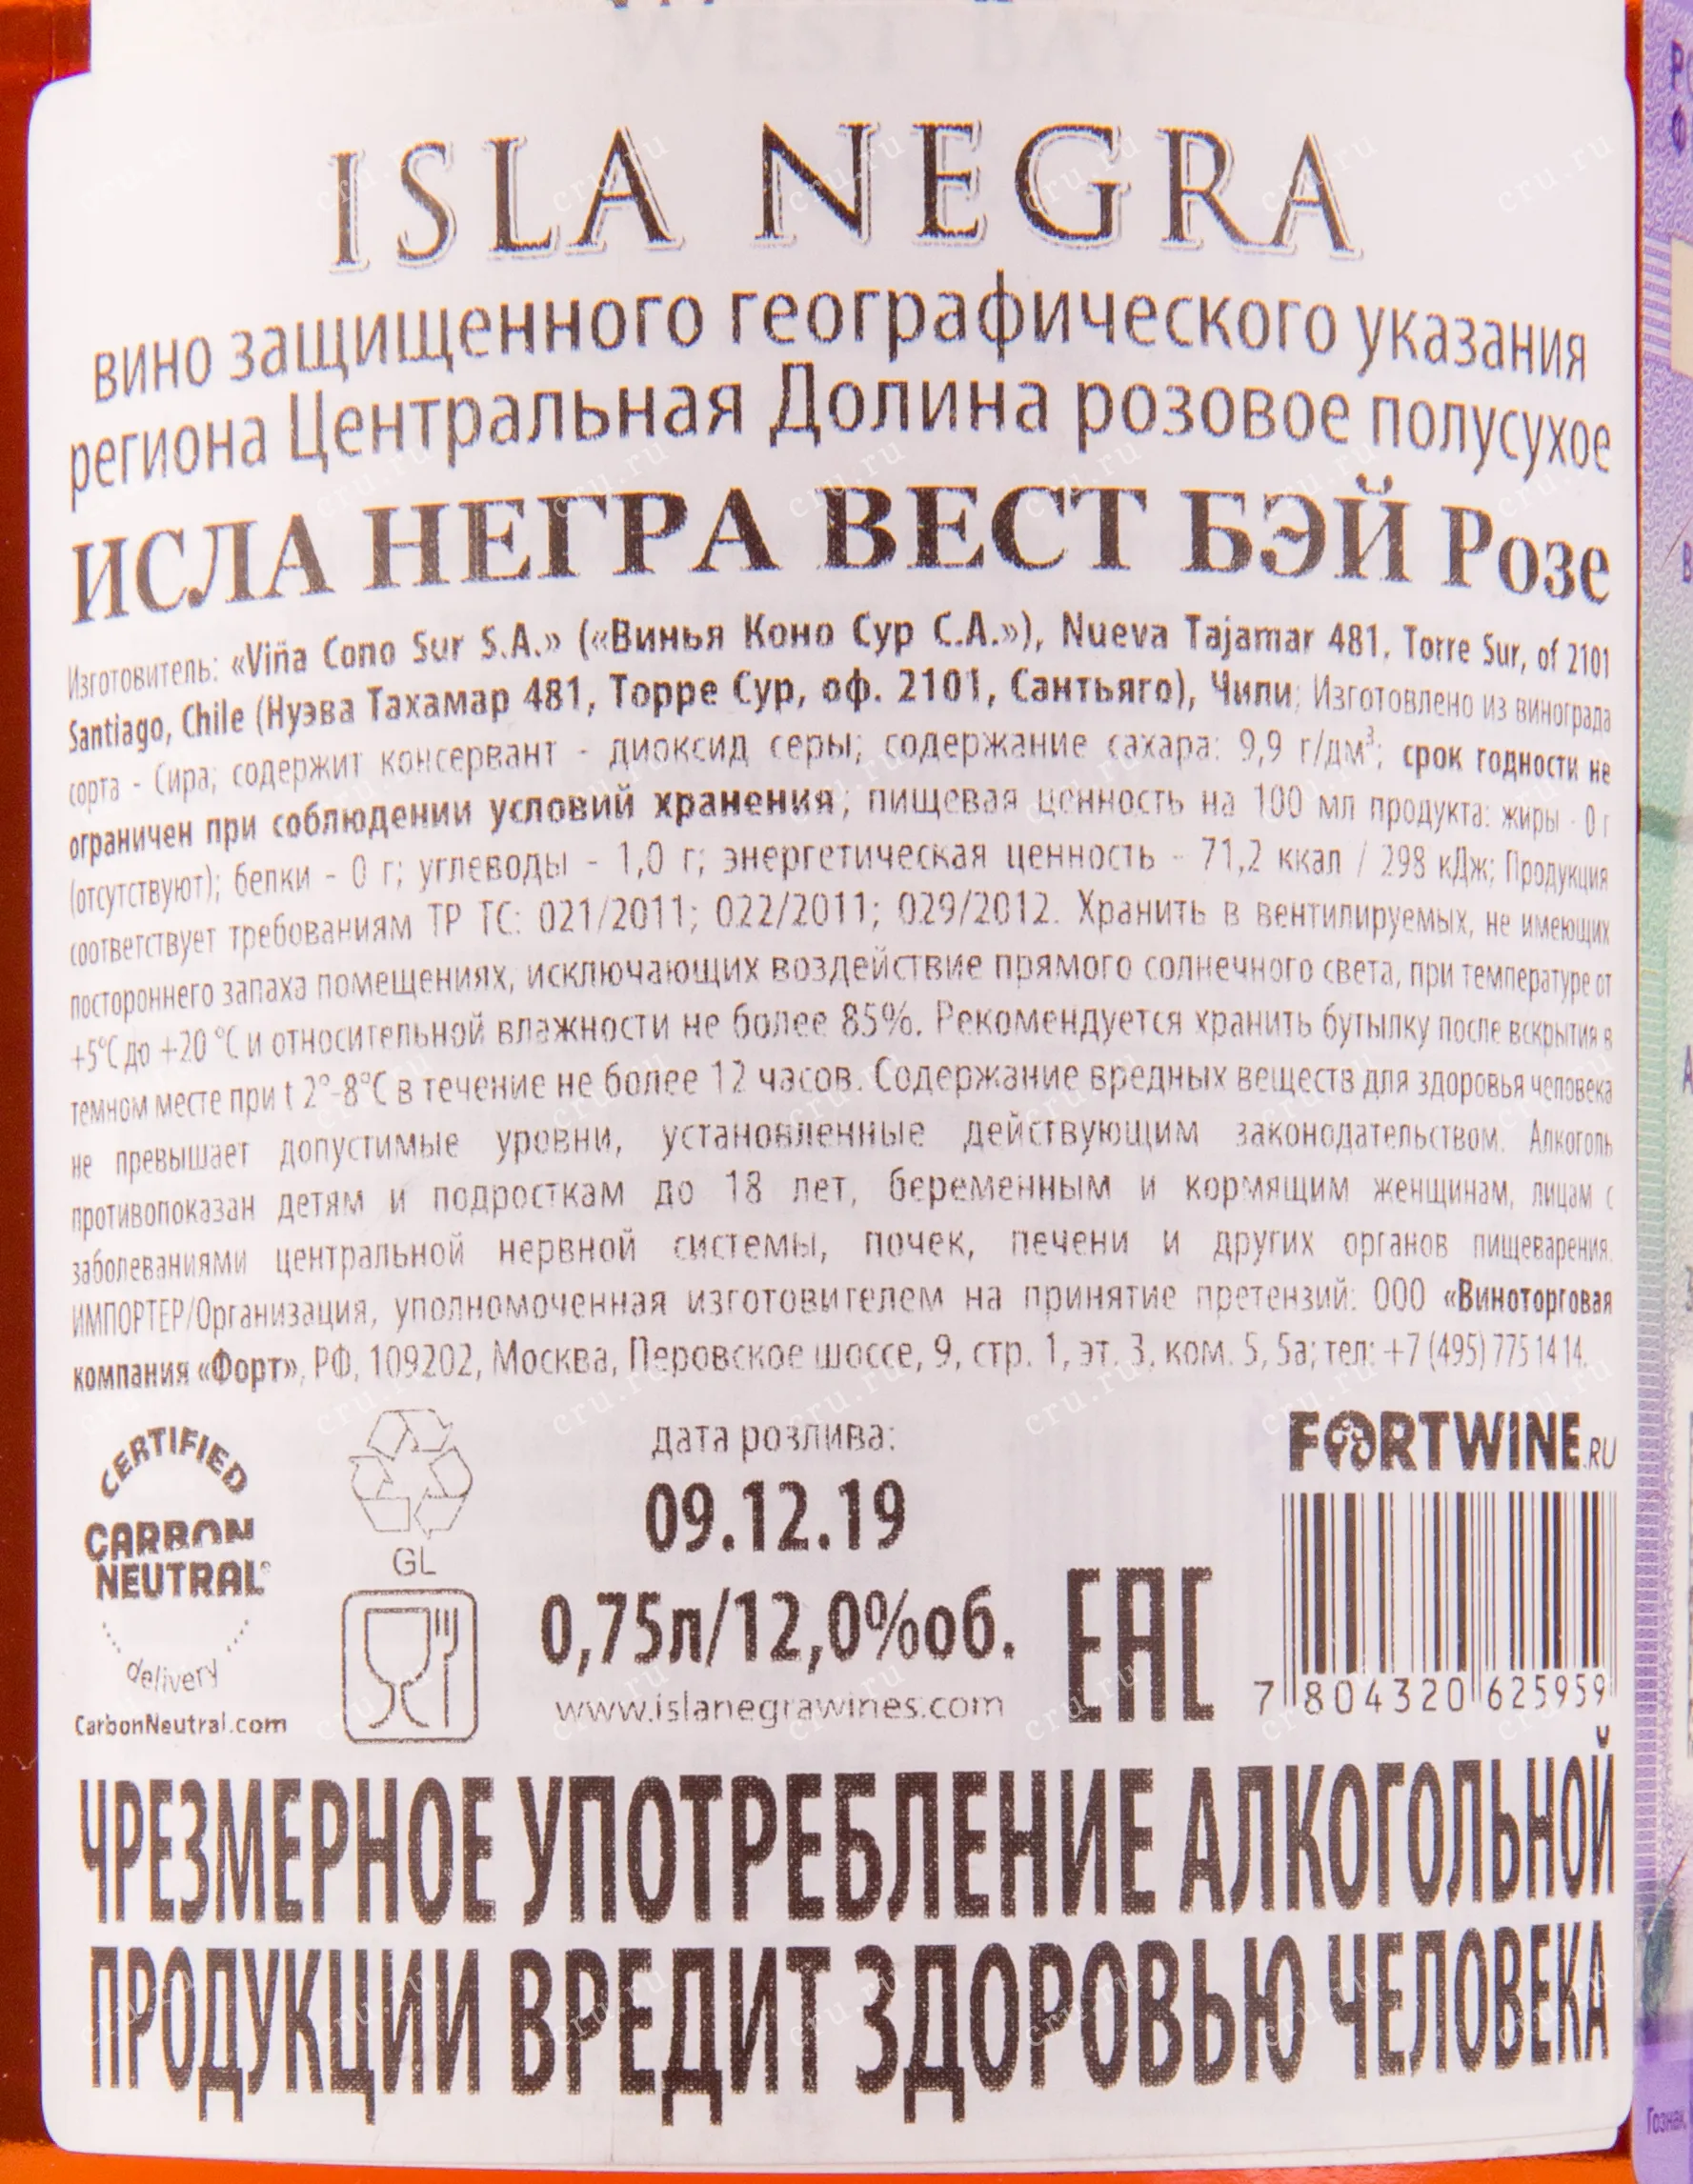 WEST BAY
ISLA NEGRA
вино защищенного географического указания
региона Центральная Долина розовое полусухое
ИСЛА НЕГРА ВЕСТ БЭЙ Розе
Изготовитель: «Viña Cono Sur S.A.» («Винья Коно Сур С.А.»), Nueva Tajamar 481, Torre Sur, of 2101
Santiago, Chile (Нуэва Тахамар 481, Торре Сур, оф. 2101, Сантьяго), Чили; Изготовлено из винограда
сорта - Сира; содержит консервант - диоксид серы; содержание сахара: 9,9 г/дм³; срок годности не
ограничен при соблюдении условий хранения; пищевая ценность на 100 мл продукта: жиры - 0 г
(отсутствуют); белки - 0 г; углеводы - 1,0 г; энергетическая ценность - 71,2 ккал / 298 кДж; Продукция
соответствует требованиям ТР ТС: 021/2011; 022/2011; 029/2012. Хранить в вентилируемых, не имеющих
постороннего запаха помещениях, исключающих воздействие прямого солнечного света, при температуре от
+5°С до +20 °С и относительной влажности не более 85%. Рекомендуется хранить бутылку после вскрытия в
темном месте при t 2°-8°С в течение не более 12 часов. Содержание вредных веществ для здоровья человека
не превышает допустимые уровни, установленные действующим законодательством. Алкоголь
противопоказан детям и подросткам до 18 лет, беременным и кормящим женщинам, лицам с
заболеваниями центральной нервной системы, почек, печени и других органов пищеварения.
ИМПОРТЕР/Организация, уполномоченная изготовителем на принятие претензий: ООО «Виноторговая
компания «Форт», РФ, 109202, Москва, Перовское шоссе, 9, стр. 1, эт. 3, ком. 5, 5а; тел: +7 (495) 775 14 14.
CERTIFIED
CARBON
NEUTRAL®
delivery
CarbonNeutral.com
GL
дата розлива:
09.12.19
0,75л/12,0%об.
www.islanegrawines.com
EAC
FORTWINE.RU
7 804320 625959
ЧРЕЗМЕРНОЕ УПОТРЕБЛЕНИЕ АЛКОГОЛЬНОЙ
ПРОДУКЦИИ ВРЕДИТ ЗДОРОВЬЮ ЧЕЛОВЕКА
Гознак
cru.ru